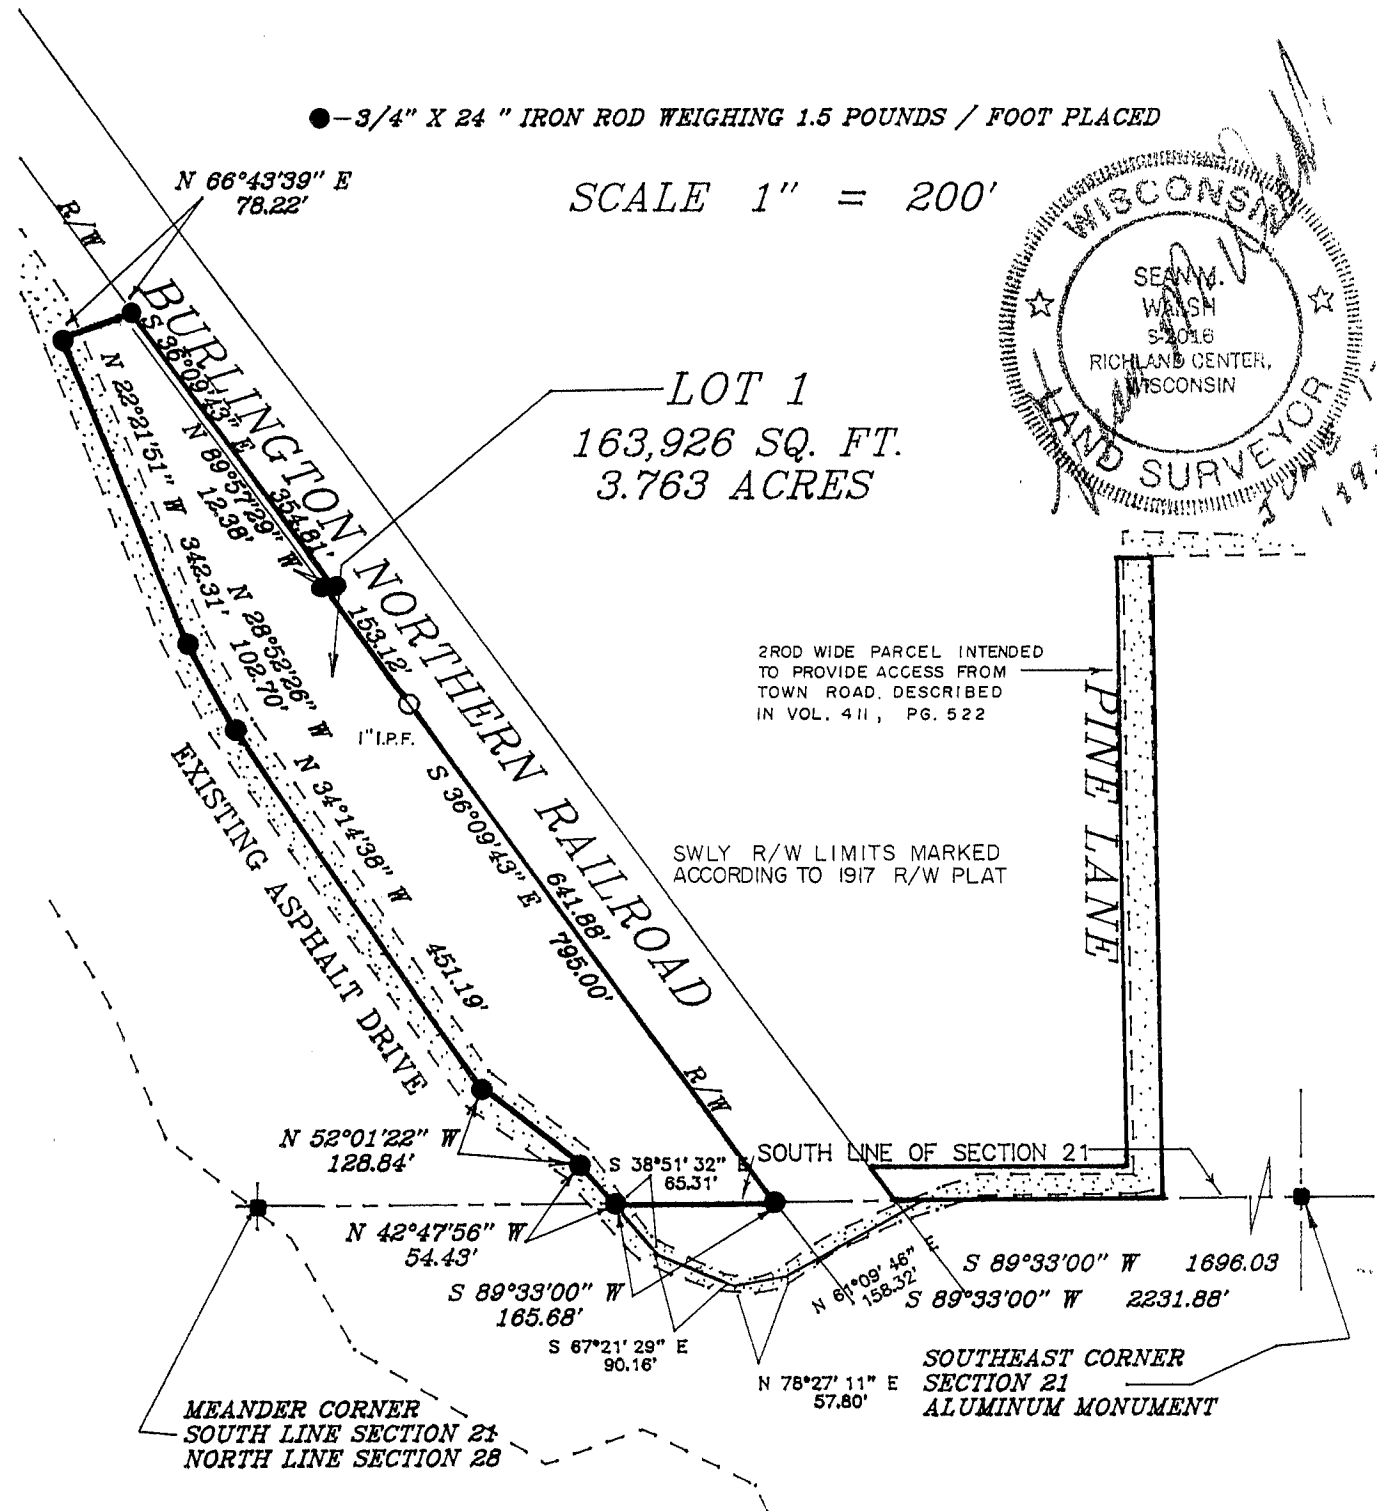 ●-3/4" X 24 " IRON ROD WEIGHING 1.5 POUNDS / FOOT PLACED
N 66°43'39" E
78.22'
SCALE 1" = 200'
WISCONSIN
SEAN M.
WALSH
S-2016
RICHLAND CENTER,
WISCONSIN
LAND SURVEYOR
R/W
BURLINGTON NORTHERN RAILROAD
S 36°09'43" E 354.81'
N 22°21'51" W 342.31'
N 89°57'29" W
12.38'
LOT 1
163,926 SQ. FT.
3.763 ACRES
153.12'
N 28°52'26" W
102.70'
1" I.P.F.
2ROD WIDE PARCEL INTENDED
TO PROVIDE ACCESS FROM
TOWN ROAD, DESCRIBED
IN VOL. 411, PG. 522
PINE LANE
EXISTING ASPHALT DRIVE
N 34°14'38" W 451.19'
S 36°09'43" E 641.88'
795.00'
SWLY R/W LIMITS MARKED
ACCORDING TO 1917 R/W PLAT
R/W
N 52°01'22" W
128.84'
S 38°51'32" E
65.31'
SOUTH LINE OF SECTION 21
N 42°47'56" W
54.43'
S 89°33'00" W
165.68'
S 67°21'29" E
90.16'
N 61°09'46" E
158.32'
S 89°33'00" W 1696.03
S 89°33'00" W 2231.88'
N 78°27'11" E
57.80'
SOUTHEAST CORNER
SECTION 21
ALUMINUM MONUMENT
MEANDER CORNER
SOUTH LINE SECTION 21
NORTH LINE SECTION 28